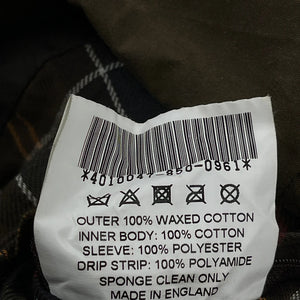 OUTER 100% WAXED COTTON
INNER BODY: 100% COTTON
SLEEVE: 100% POLYESTER
DRIP STRIP: 100% POLYAMIDE
SPONGE CLEAN ONLY
MADE IN ENGLAND